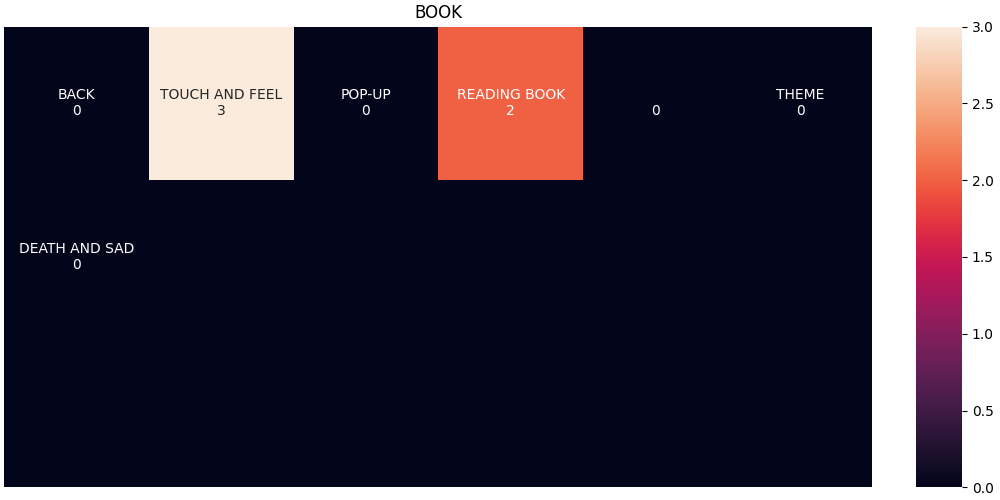 BOOK
BACK
0
TOUCH AND FEEL
3
POP-UP
0
READING BOOK
2
0
THEME
0
DEATH AND SAD
0
3.0
2.5
2.0
1.5
1.0
0.5
0.0